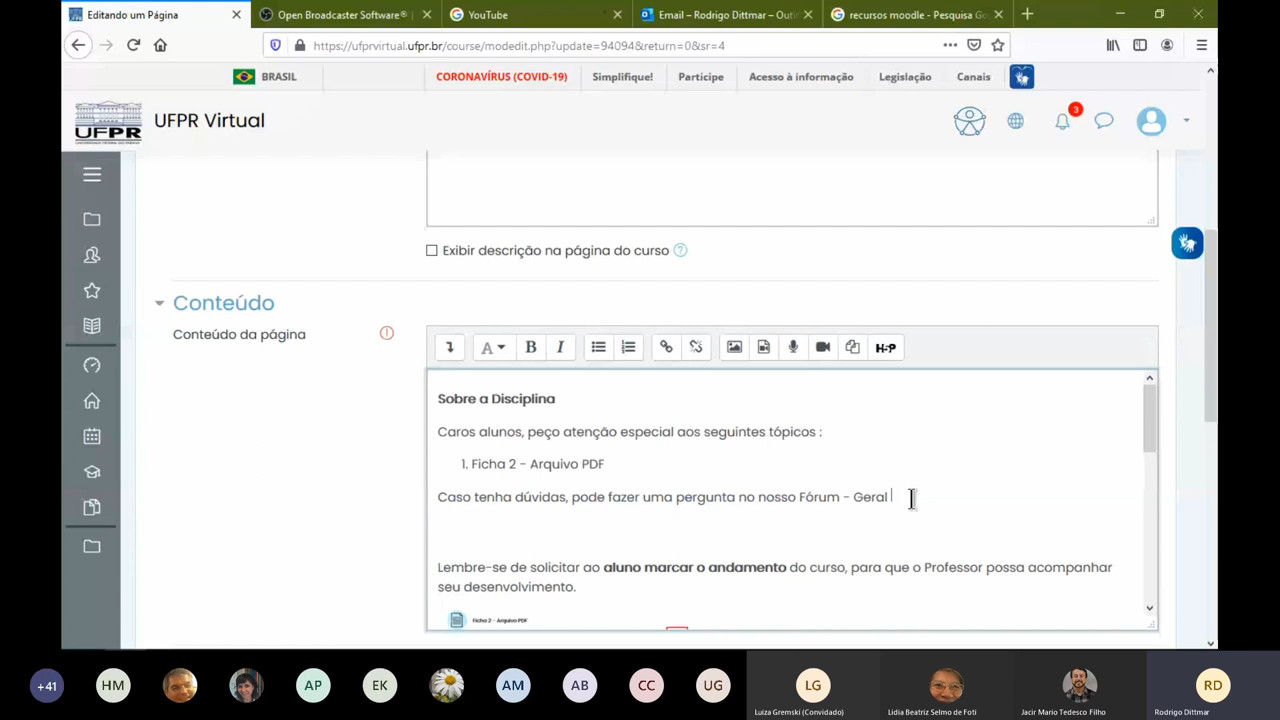 Editando um Página
Open Broadcaster Software®
YouTube
Email – Rodrigo Dittmar – Outl
recursos moodle - Pesquisa Go
https://ufprvirtual.ufpr.br/course/modedit.php?update=94094&return=0&sr=4
BRASIL
CORONAVÍRUS (COVID-19)
Simplifique!
Participe
Acesso à informação
Legislação
Canais
UFPR
UFPR Virtual
3
Exibir descrição na página do curso
Conteúdo
Conteúdo da página
A
B
I
H-P
Sobre a Disciplina
Caros alunos, peço atenção especial aos seguintes tópicos :
1. Ficha 2 - Arquivo PDF
Caso tenha dúvidas, pode fazer uma pergunta no nosso Fórum - Geral
Lembre-se de solicitar ao aluno marcar o andamento do curso, para que o Professor possa acompanhar
seu desenvolvimento.
Ficha 2 - Arquivo PDF
+41
HM
AP
EK
AM
AB
CC
UG
LG
RD
Luiza Gremski (Convidado)
Lidia Beatriz Selmo de Foti
Jacir Mario Tedesco Filho
Rodrigo Dittmar